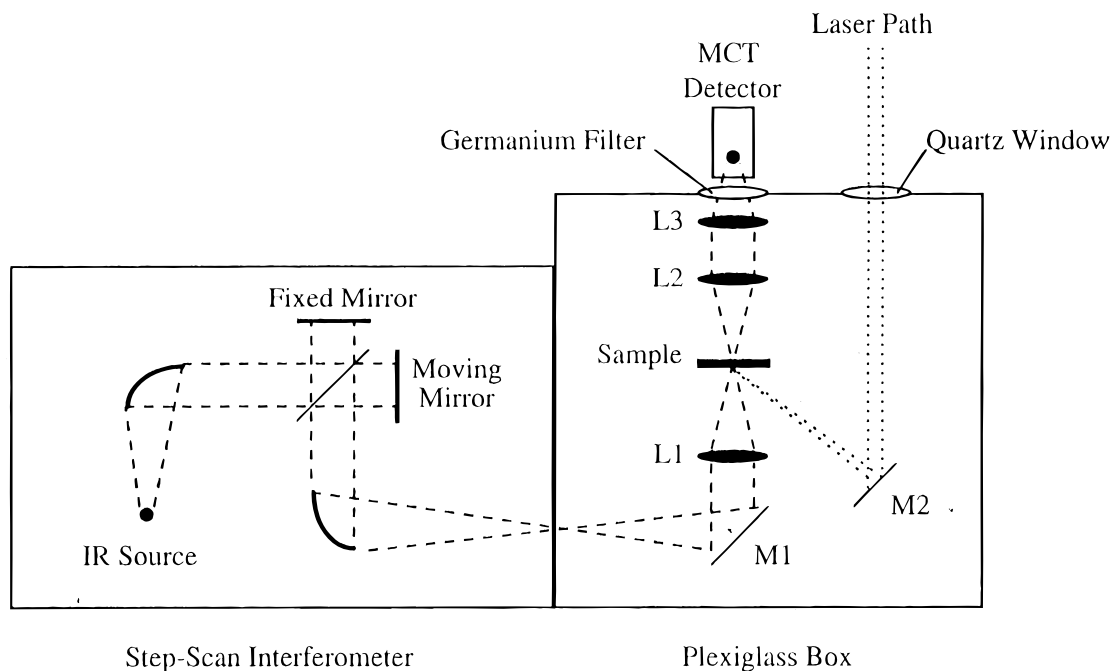 Laser Path
MCT
Detector
Germanium Filter
Quartz Window
L3
L2
Fixed Mirror
Sample
Moving
Mirror
L1
M2
IR Source
M1
Step-Scan Interferometer
Plexiglass Box